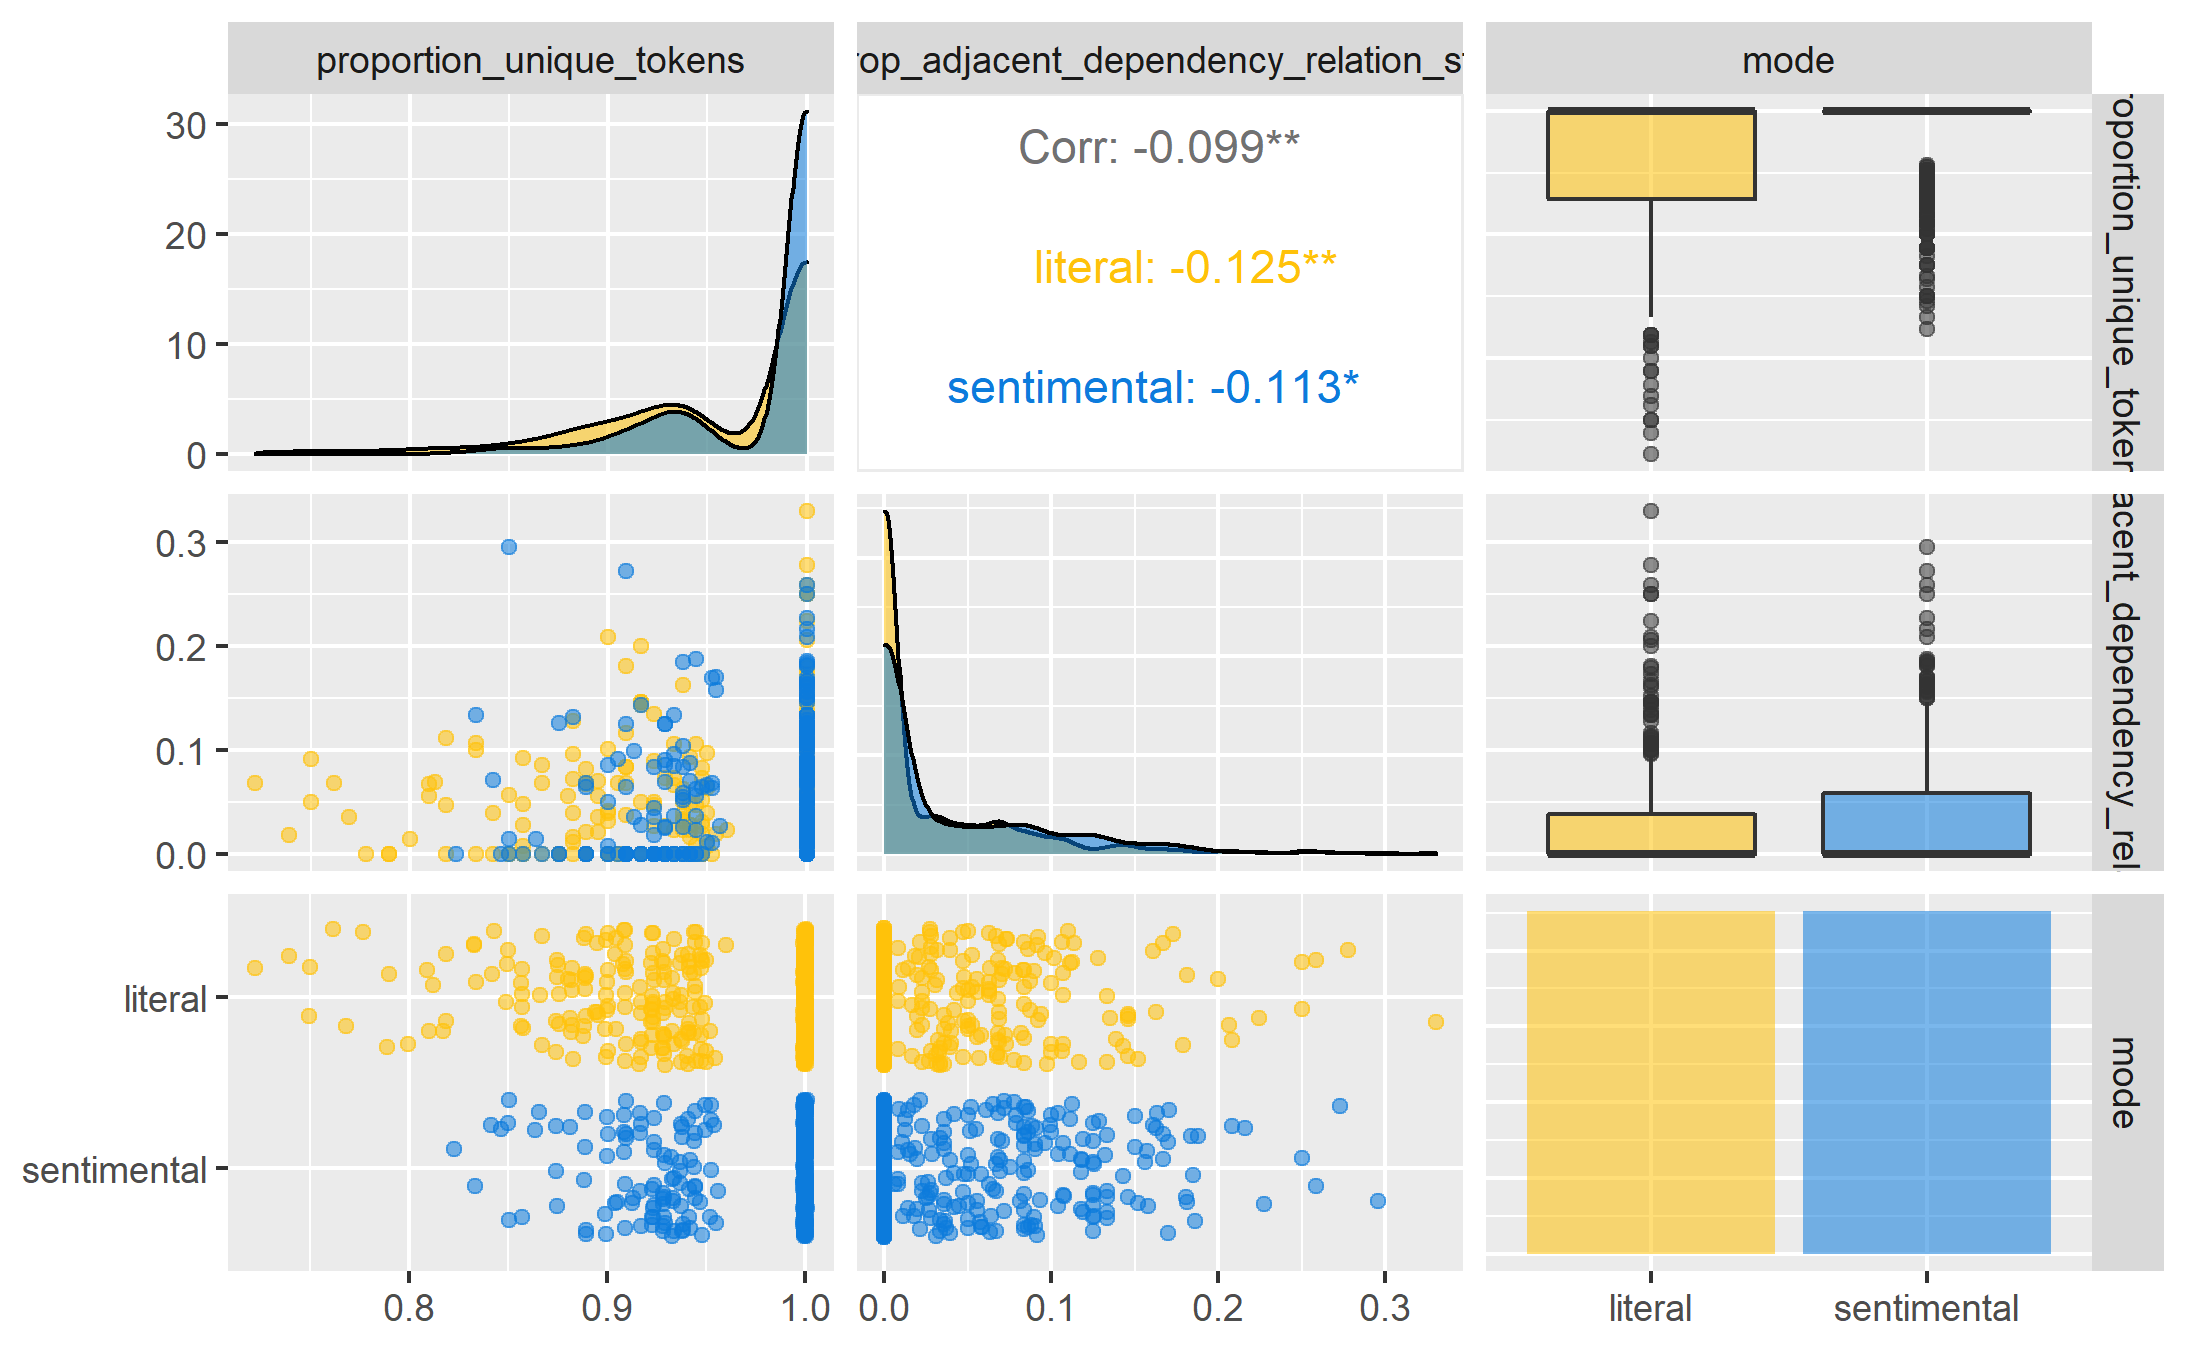 proportion_unique_tokens
rop_adjacent_dependency_relation_s
mode
30
20
10
0
Corr: -0.099**
literal: -0.125**
sentimental: -0.113*
oportion_unique_token
0.3
0.2
0.1
0.0
acent_dependency_rel
literal
sentimental
mode
0.8
0.9
1.0
0.0
0.1
0.2
0.3
literal
sentimental